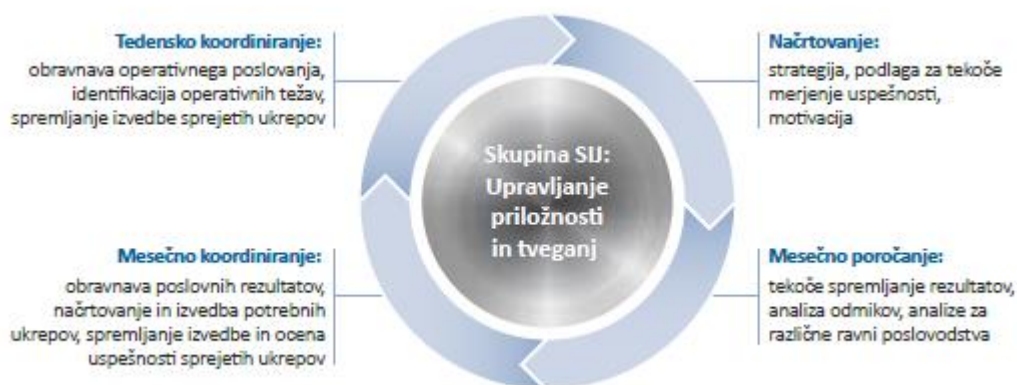 Tedensko koordiniranje:
obravnava operativnega poslovanja,
identifikacija operativnih težav,
spremljanje izvedbe sprejetih ukrepov
Načrtovanje:
strategija, podlaga za tekoče
merjenje uspešnosti,
motivacija
Skupina SIJ:
Upravljanje
priložnosti
in tveganj
Mesečno koordiniranje:
obravnava poslovnih rezultatov,
načrtovanje in izvedba potrebnih
ukrepov, spremljanje izvedbe in ocena
uspešnosti sprejetih ukrepov
Mesečno poročanje:
tekoče spremljanje rezultatov,
analiza odmikov, analize za
različne ravni poslovodstva